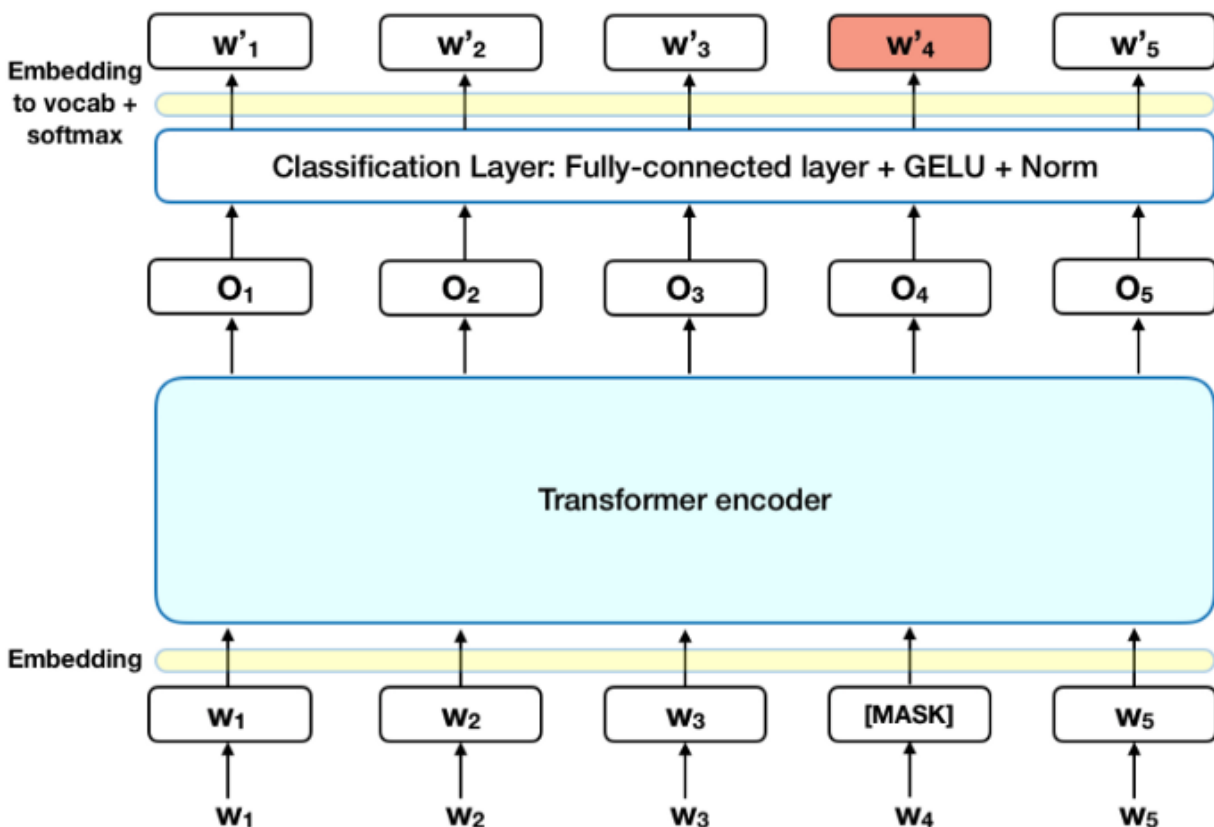 w'₁ w'₂ w'₃ w'₄ w'₅
Embedding
to vocab +
softmax
Classification Layer: Fully-connected layer + GELU + Norm
O₁ O₂ O₃ O₄ O₅
Transformer encoder
Embedding
W₁ W₂ W₃ [MASK] W₅
W₁ W₂ W₃ W₄ W₅